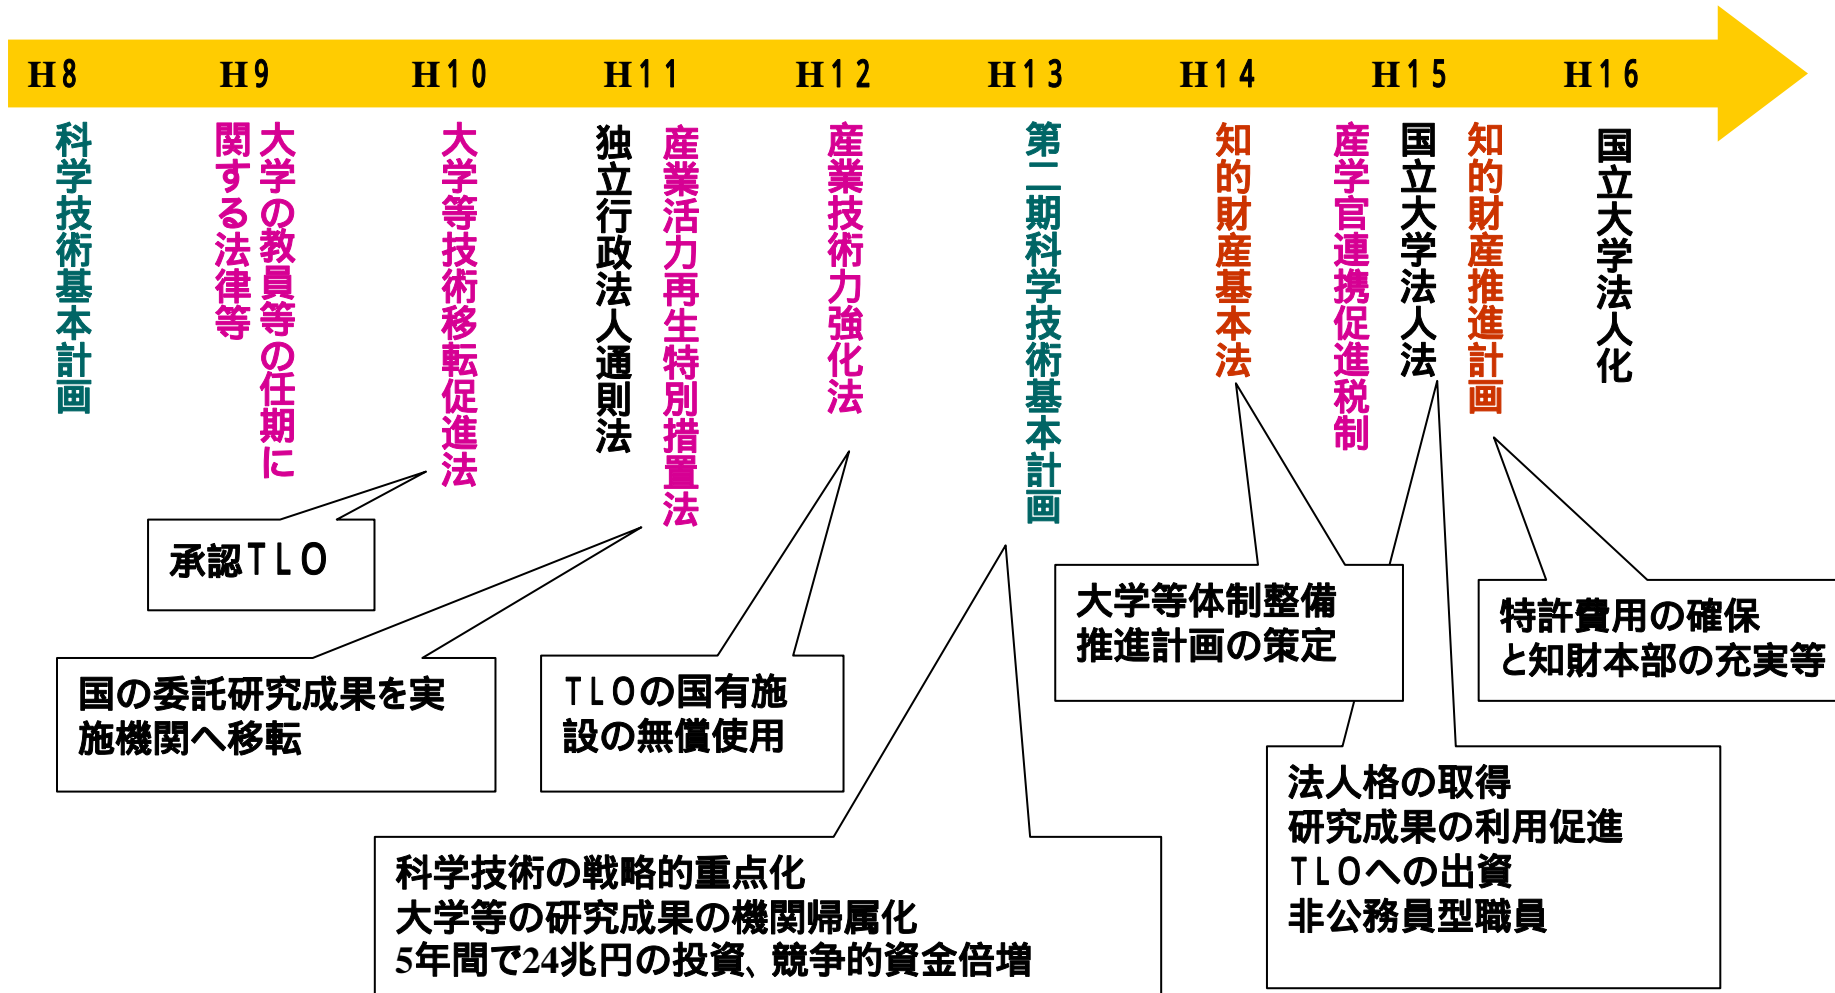 H8 H9 H10 H11 H12 H13 H14 H15 H16
科学技術基本計画
大学の教員等の任期に
関する法律等
大学等技術移転促進法
独立行政法人通則法
産業活力再生特別措置法
産業技術力強化法
第二期科学技術基本計画
知的財産基本法
産学官連携促進税制
国立大学法人法
知的財産推進計画
国立大学法人化
承認TLO
国の委託研究成果を実
施機関へ移転
TLOの国有施
設の無償使用
科学技術の戦略的重点化
大学等の研究成果の機関帰属化
5年間で24兆円の投資、競争的資金倍増
大学等体制整備
推進計画の策定
法人格の取得
研究成果の利用促進
TLOへの出資
非公務員型職員
特許費用の確保
と知財本部の充実等